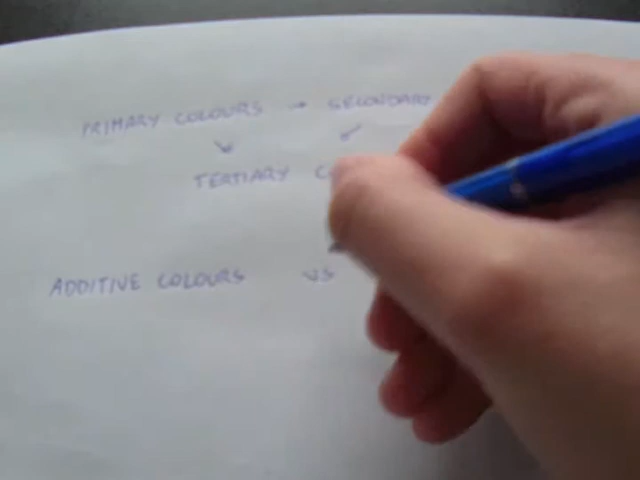 PRIMARY COLOURS → SECONDARY
↘ ↙
TERTIARY C
ADDITIVE COLOURS vs